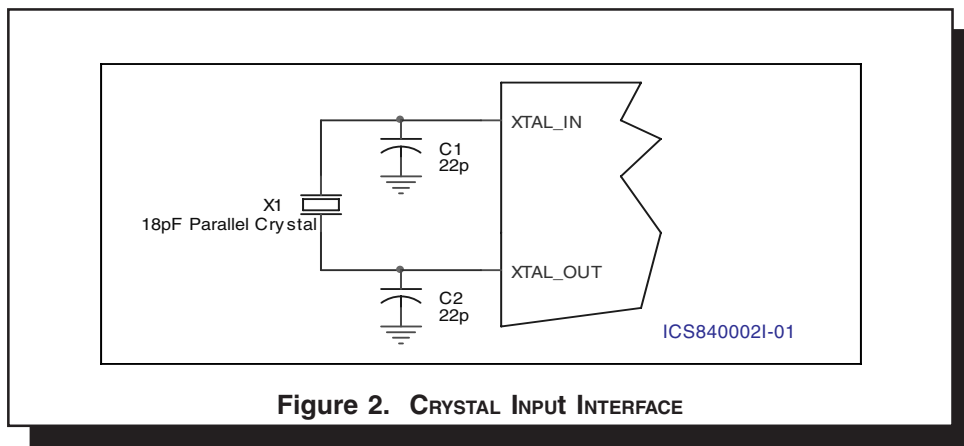 XTAL_IN
C1
22p
X1
18pF Parallel Crystal
XTAL_OUT
C2
22p
ICS840002I-01
Figure 2. CRYSTAL INPUt INTERFACE